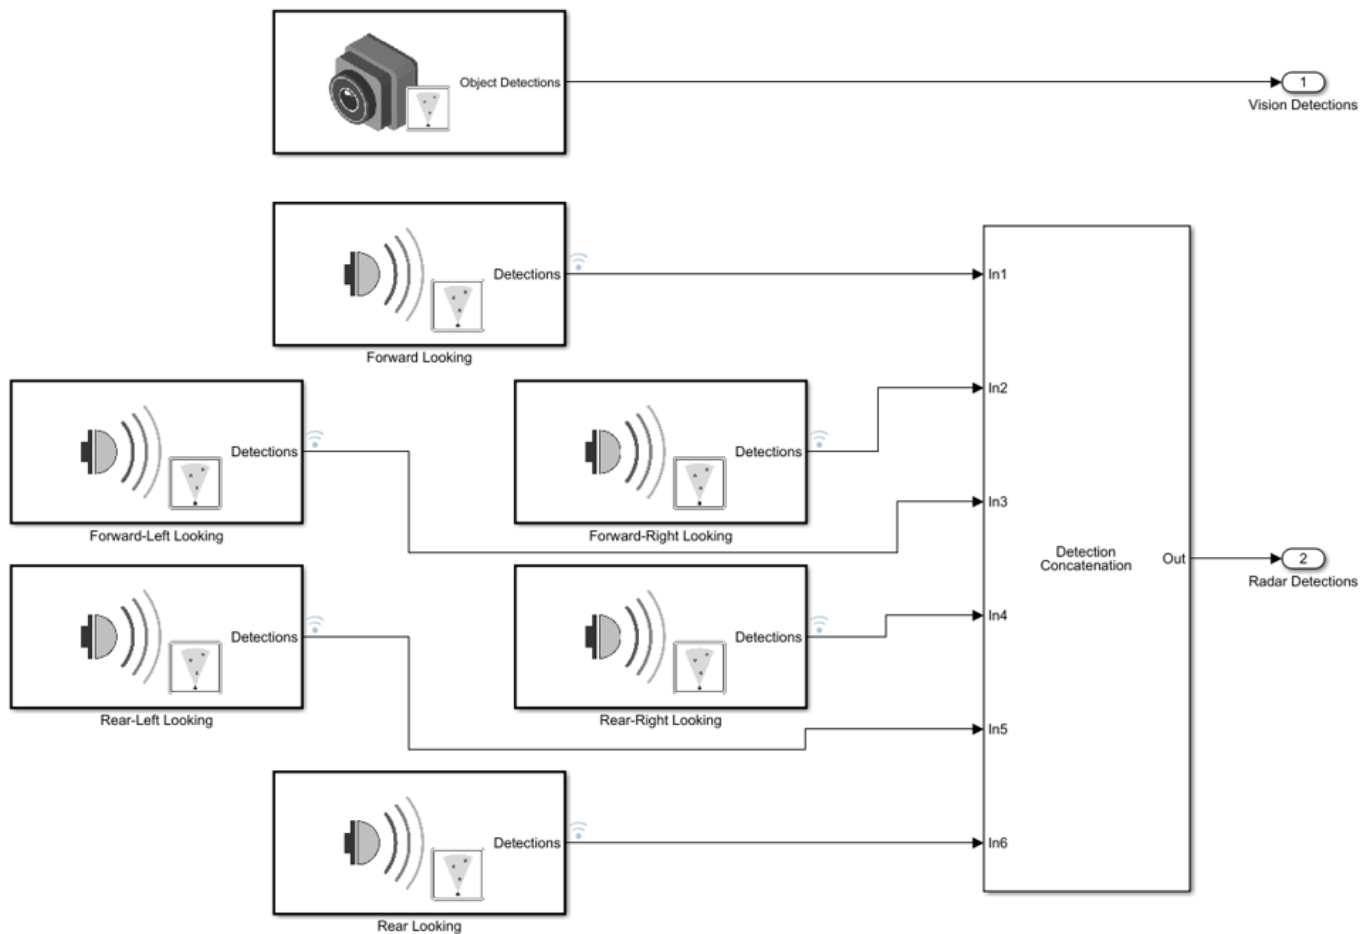 Object Detections
1
Vision Detections
Detections
In1
Forward Looking
In2
Detections
Detections
In3
Forward-Left Looking
Forward-Right Looking
Detection
Concatenation
Out
2
Radar Detections
In4
Detections
Detections
Rear-Left Looking
Rear-Right Looking
In5
Detections
In6
Rear Looking